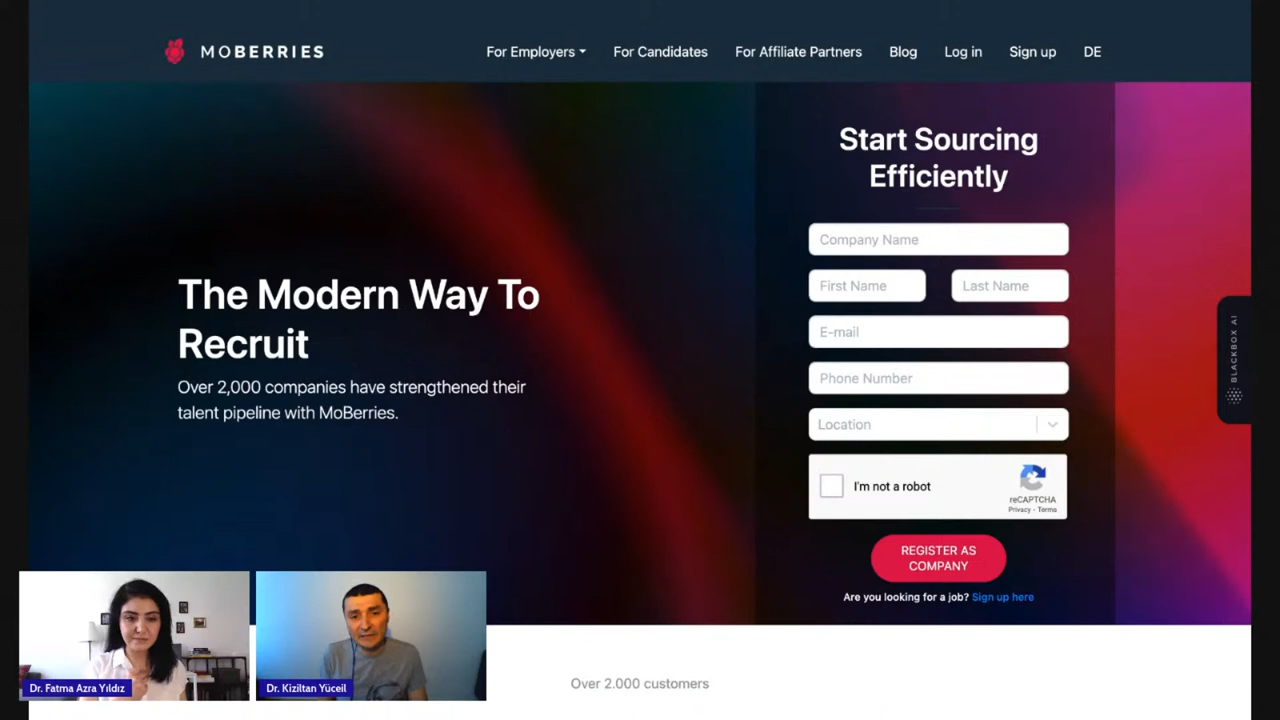 MOBERRIES
For Employers
For Candidates
For Affiliate Partners
Blog
Log in
Sign up
DE
The Modern Way To
Recruit
Over 2,000 companies have strengthened their
talent pipeline with MoBerries.
Start Sourcing
Efficiently
Company Name
First Name
Last Name
E-mail
Phone Number
Location
I'm not a robot
reCAPTCHA
Privacy - Terms
REGISTER AS
COMPANY
Are you looking for a job? Sign up here
BLACKBOX AI
Dr. Fatma Azra Yıldız
Dr. Kiziltan Yüceil
Over 2.000 customers